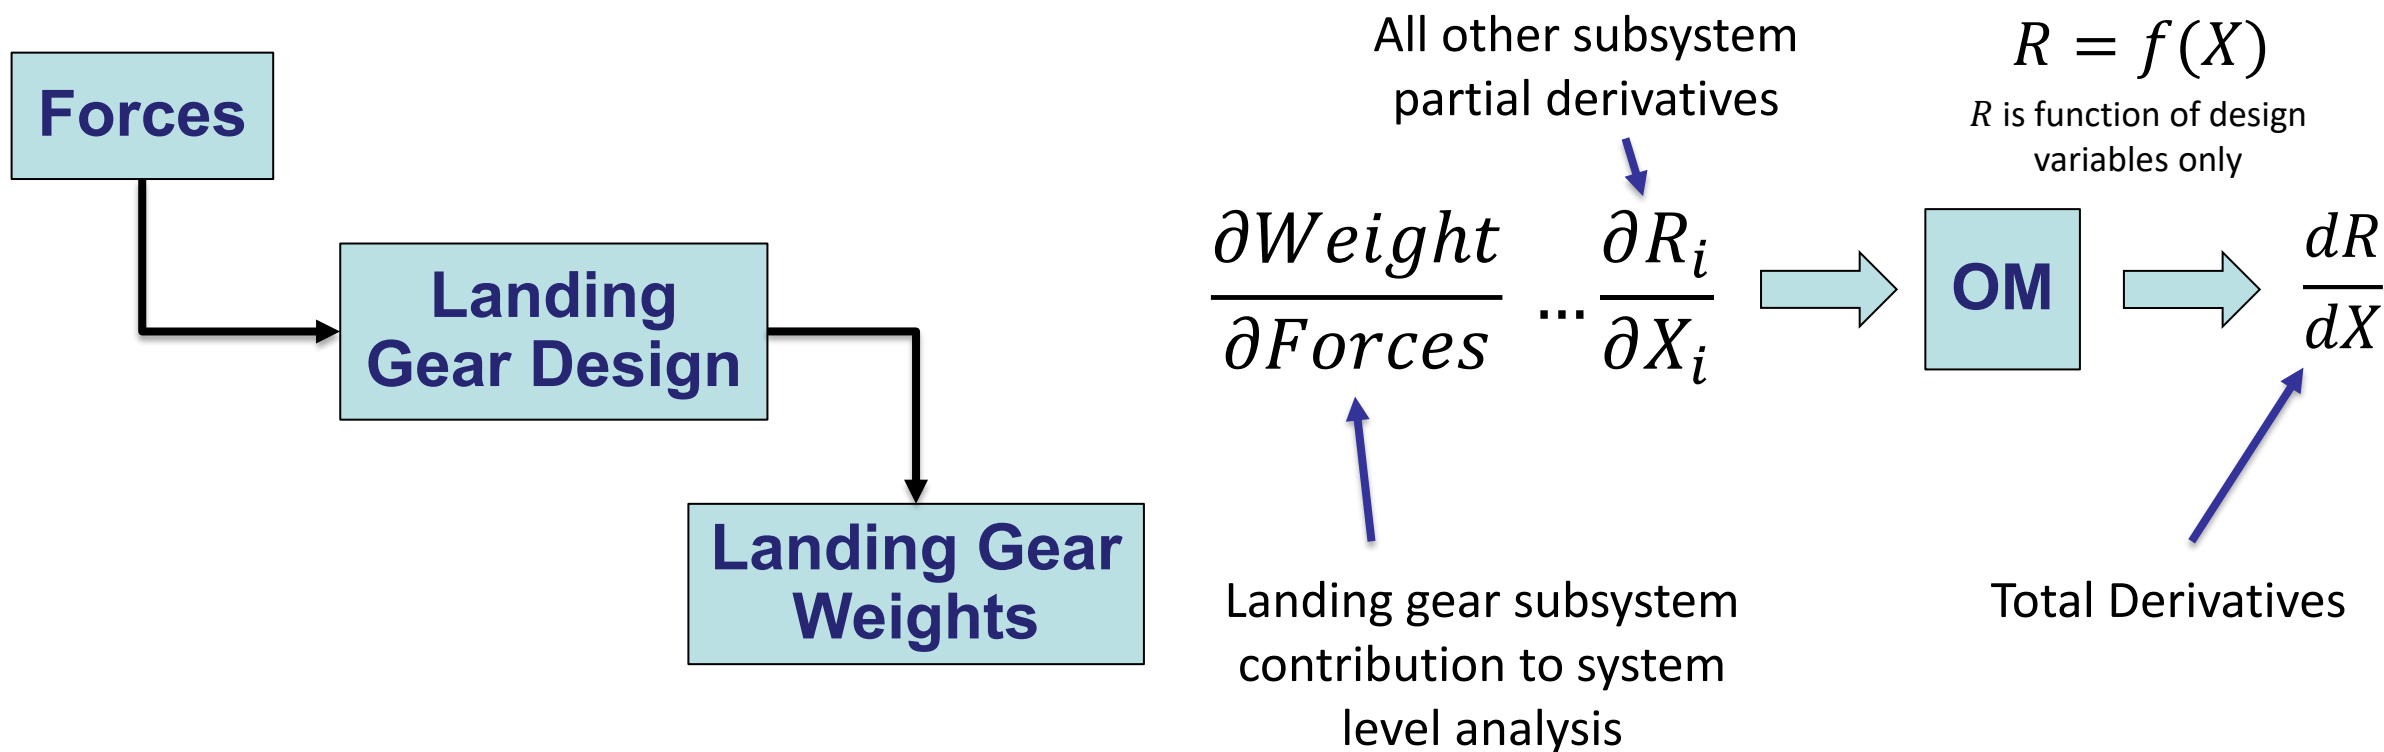 Forces
Landing
Gear Design
Landing Gear
Weights
All other subsystem
partial derivatives
∂Weight
∂Forces
...
∂R_i
∂X_i
Landing gear subsystem
contribution to system
level analysis
R = f(X)
R is function of design
variables only
OM
dR
dX
Total Derivatives